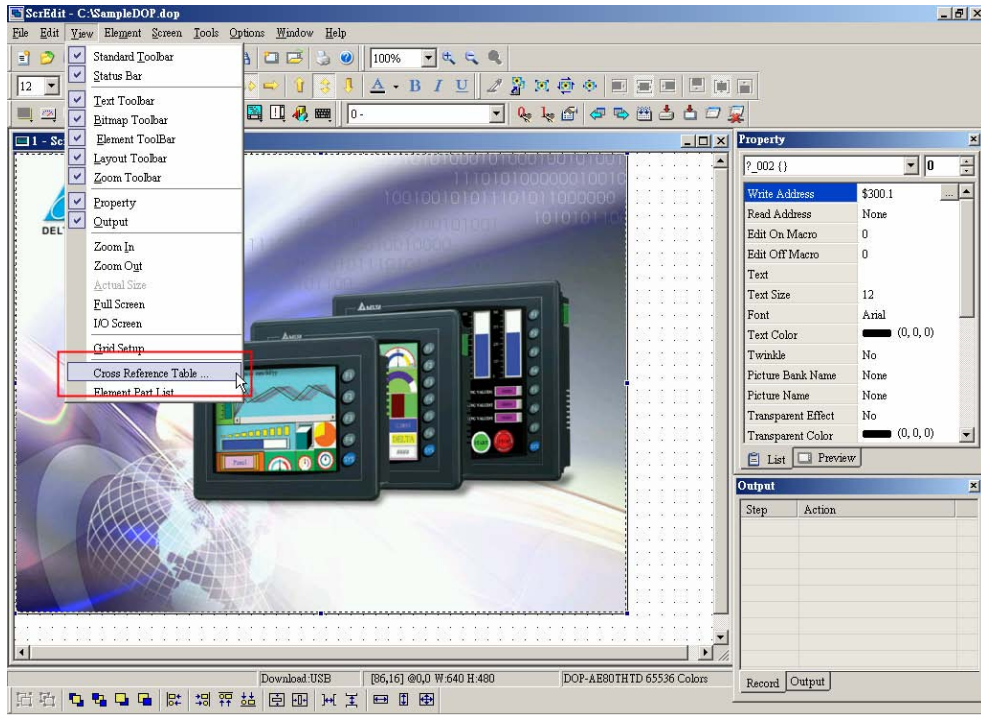 ScrEdit - C:\SampleDOP.dop
File Edit View Element Screen Tools Options Window Help
Standard Toolbar
Status Bar
Text Toolbar
Bitmap Toolbar
Element ToolBar
Layout Toolbar
Zoom Toolbar
Property
Output
Zoom In
Zoom Out
Actual Size
Full Screen
I/O Screen
Grid Setup
Cross Reference Table ...
Element Part List
100%
12
A B I U
0 -
1 - Sc
DEL
Property
?_002 {}
0
Write Address $300.1 ...
Read Address None
Edit On Macro 0
Edit Off Macro 0
Text
Text Size 12
Font Arial
Text Color (0, 0, 0)
Twinkle No
Picture Bank Name None
Picture Name None
Transparent Effect No
Transparent Color (0, 0, 0)
List Preview
Output
Step Action
Record Output
Download:USB [86,16] @0,0 W:640 H:480 DOP-AE80THTD 65536 Colors